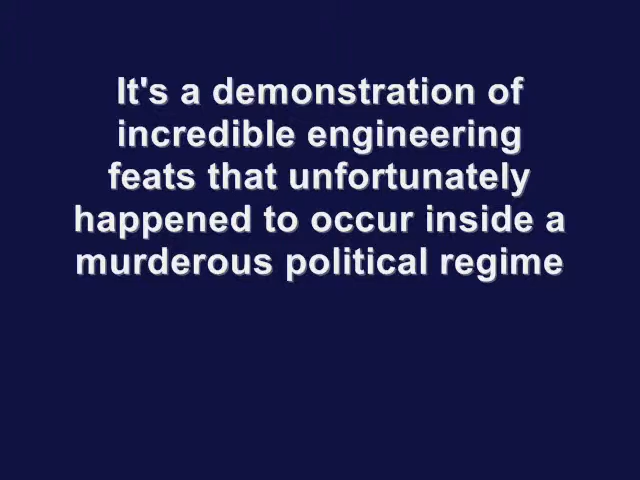 It's a demonstration of
incredible engineering
feats that unfortunately
happened to occur inside a
murderous political regime